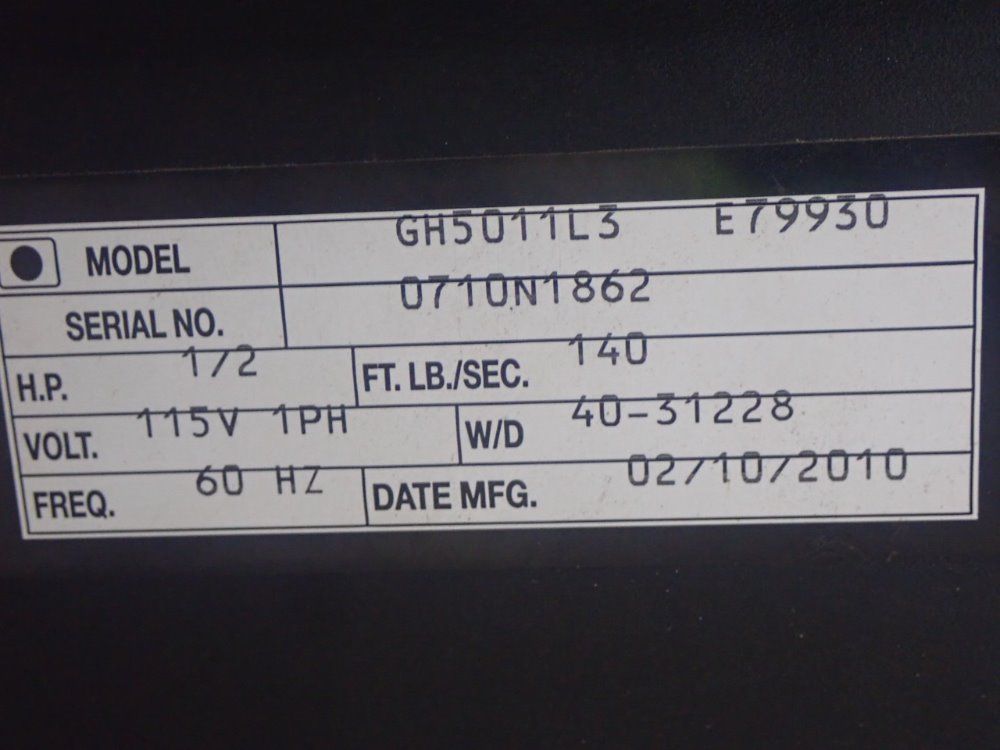 MODEL GH5011L3 E79930
SERIAL NO. 0710N1862
H.P. 1/2 FT. LB./SEC. 140
VOLT. 115V 1PH W/D 40-31228
FREQ. 60 HZ DATE MFG. 02/10/2010